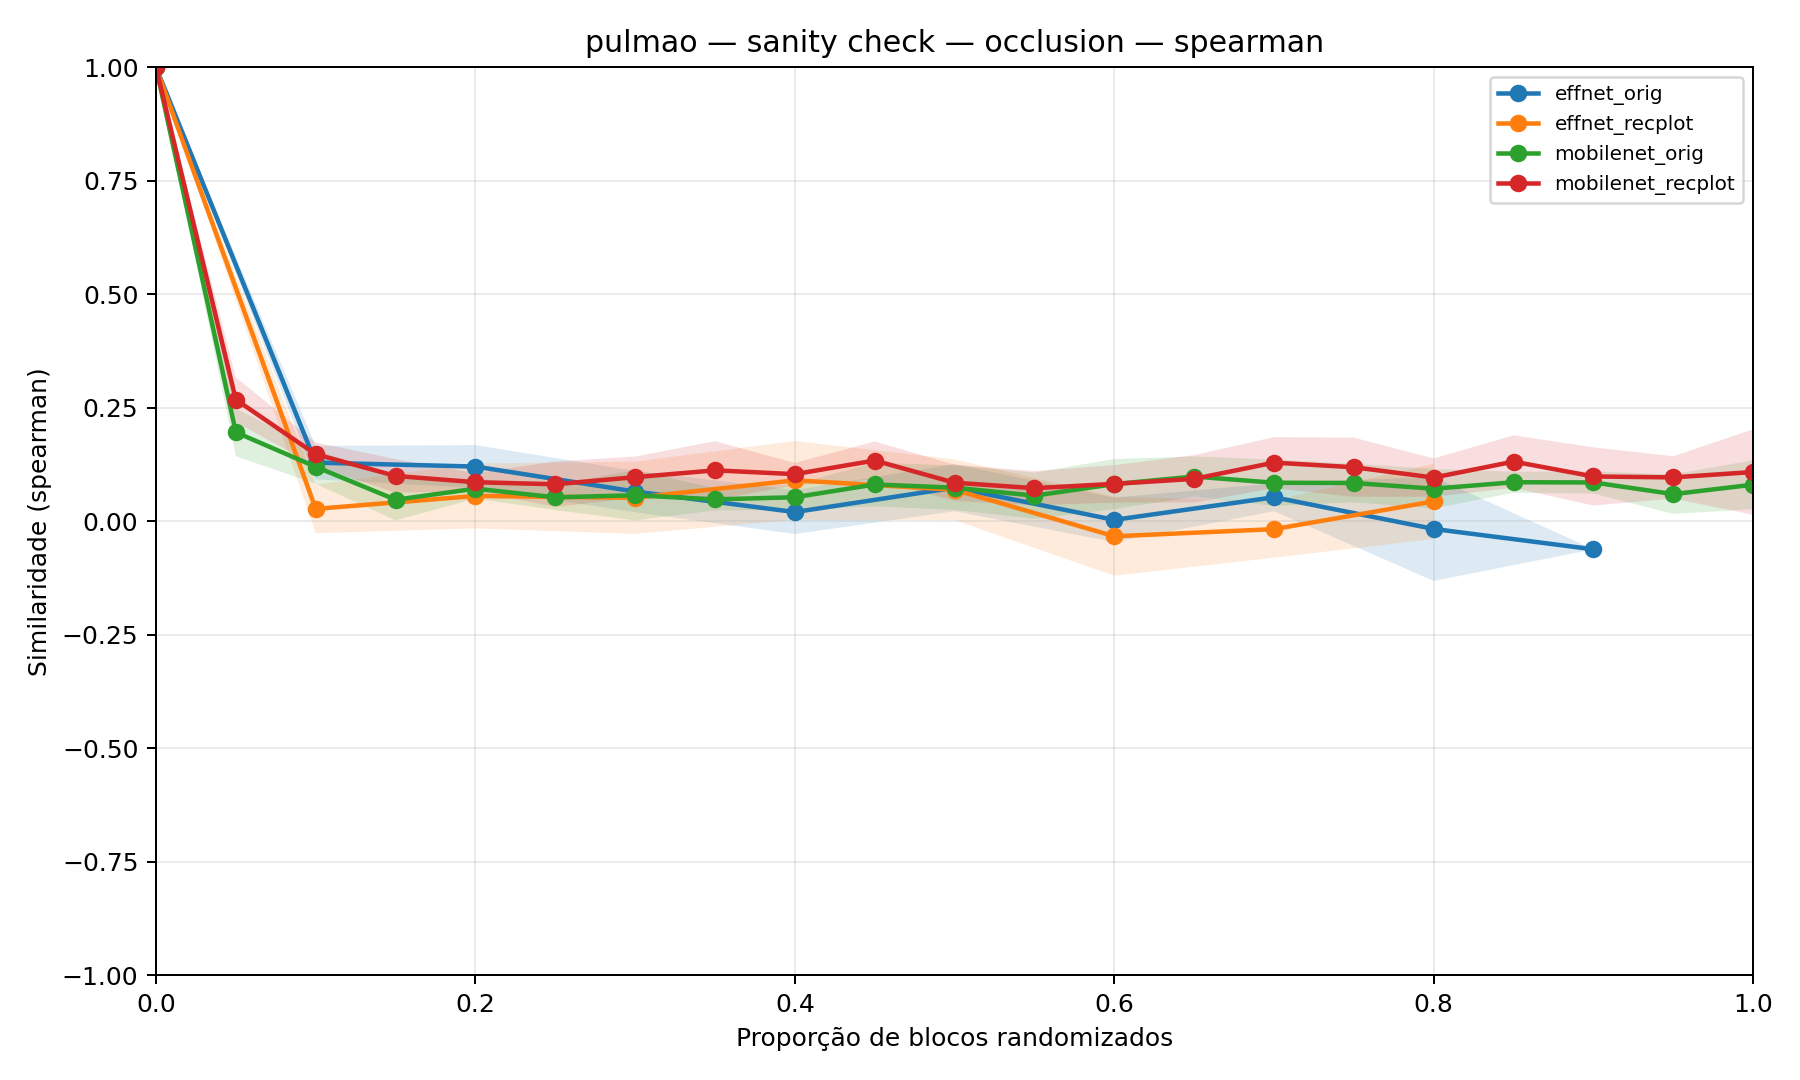 pulmao — sanity check — occlusion — spearman
effnet_orig
effnet_recplot
mobilenet_orig
mobilenet_recplot
Similaridade (spearman)
1.00
0.75
0.50
0.25
0.00
−0.25
−0.50
−0.75
−1.00
0.0 0.2 0.4 0.6 0.8 1.0
Proporção de blocos randomizados